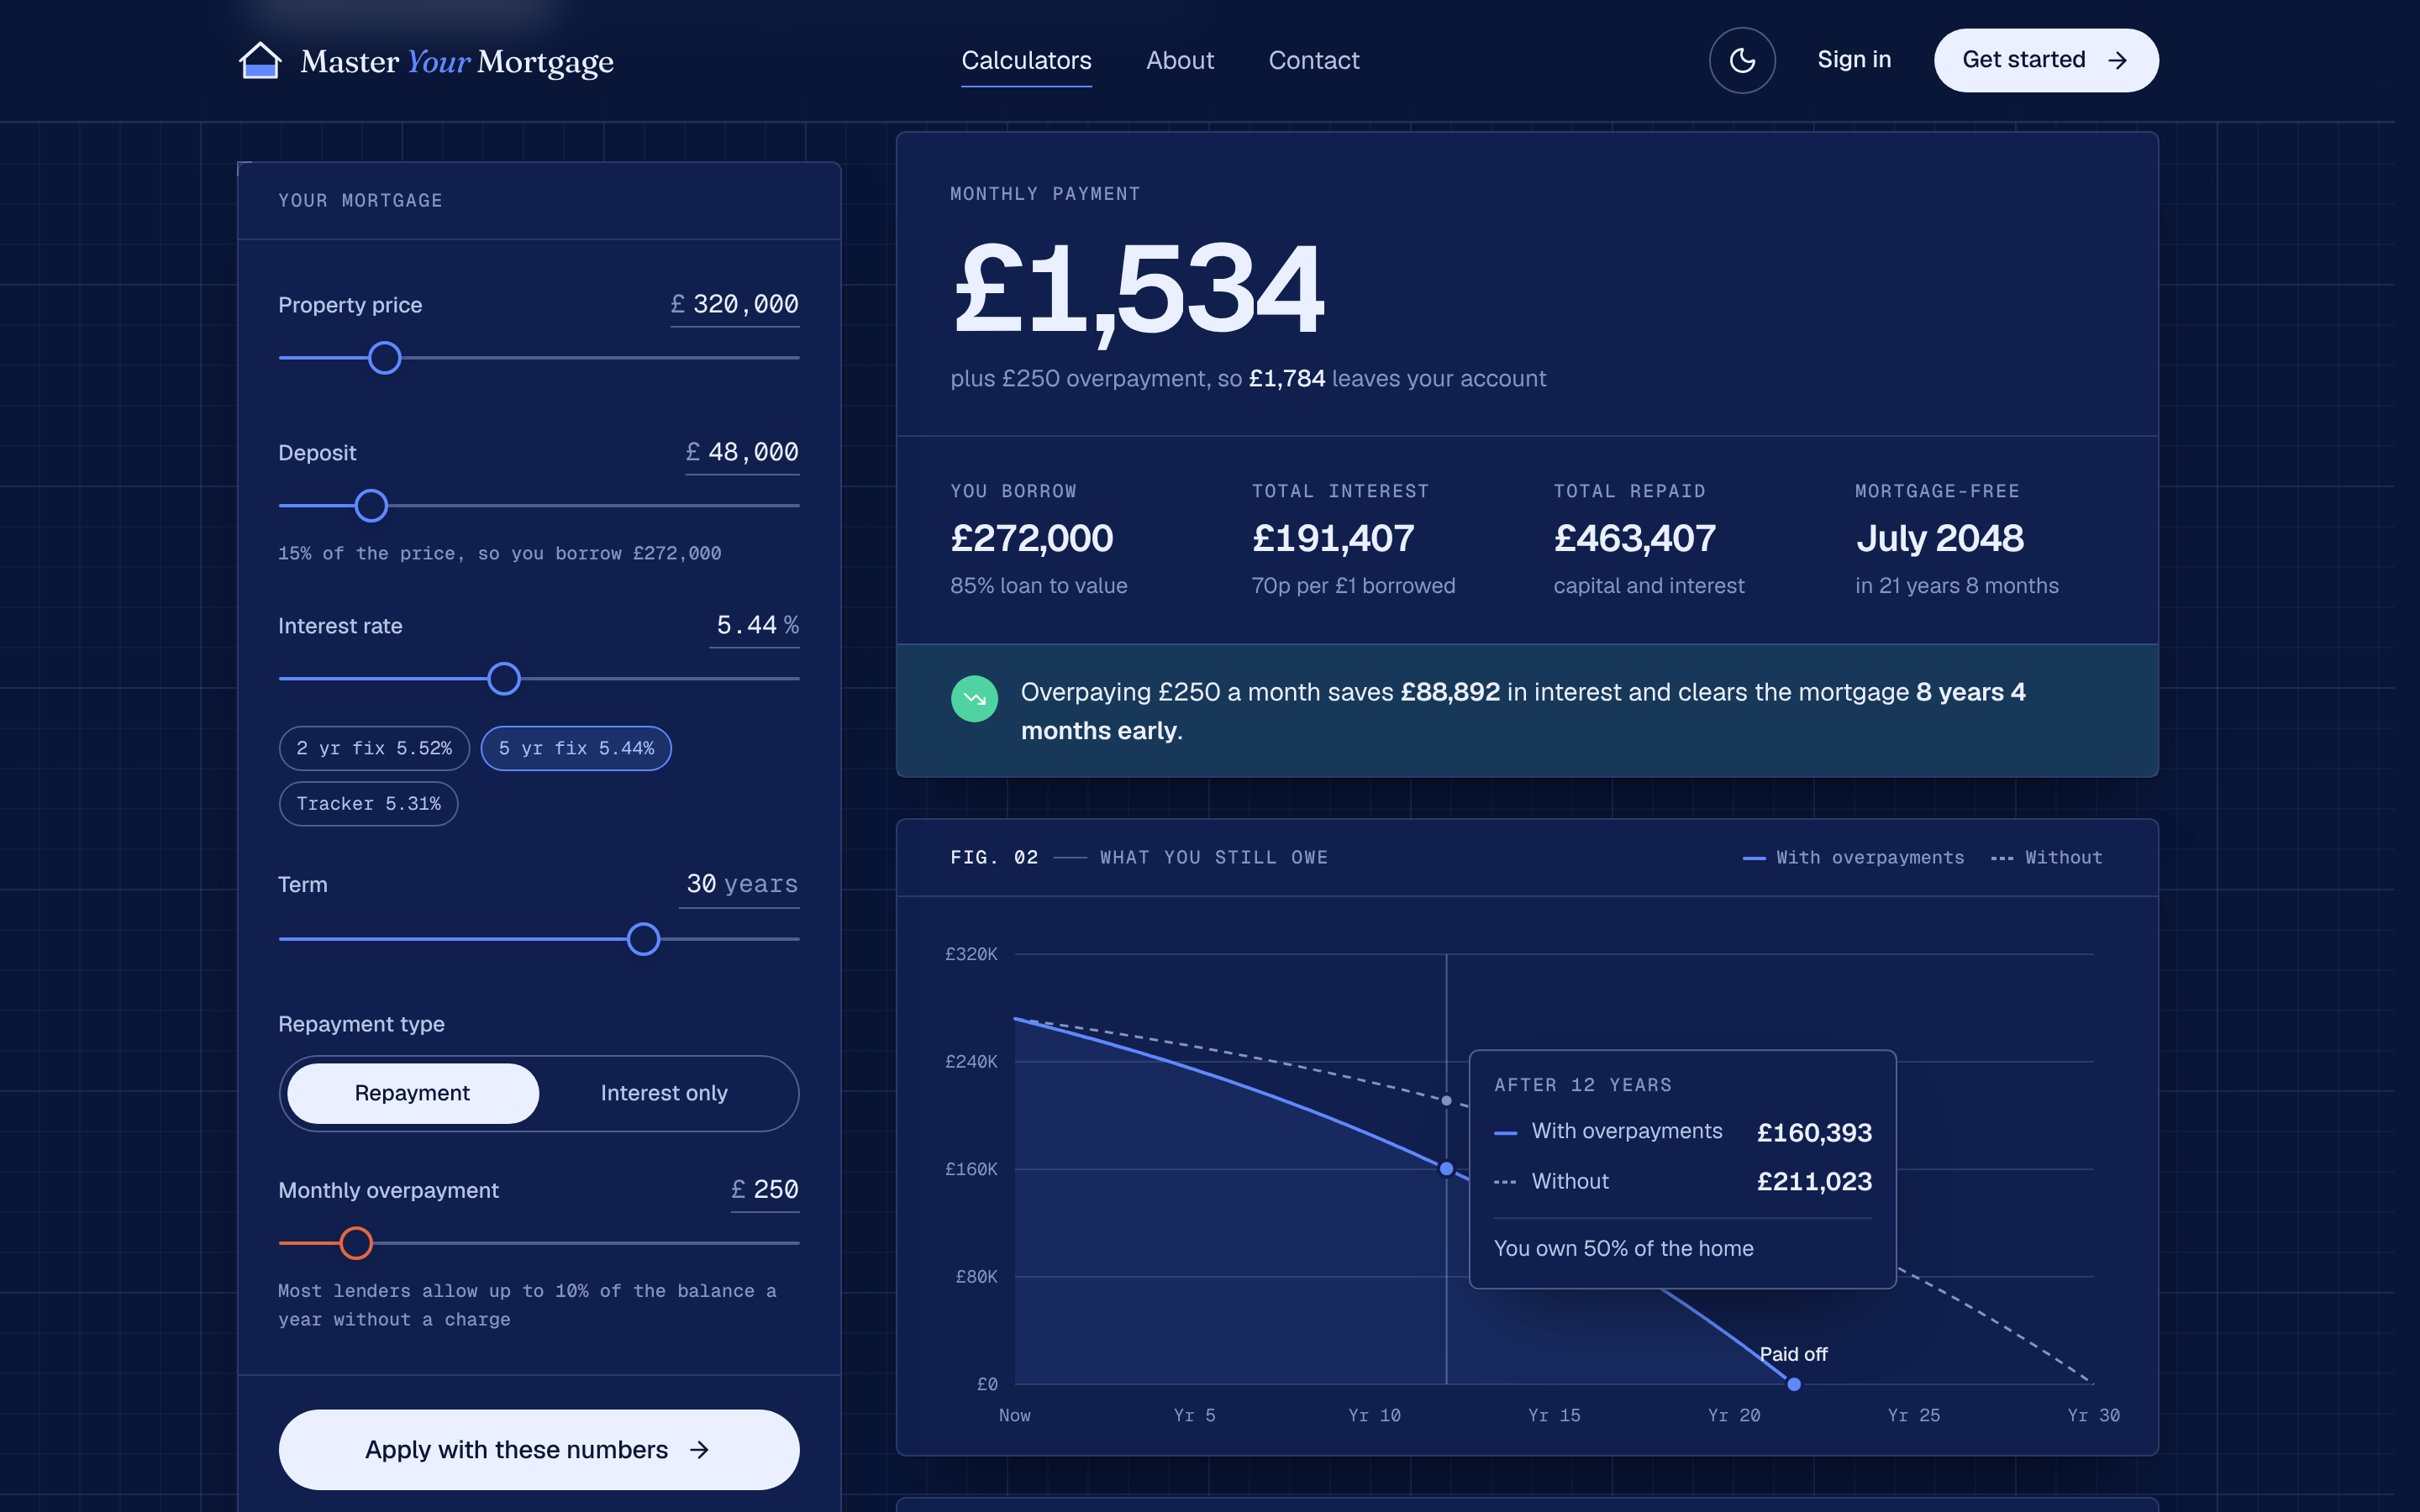 Master Your Mortgage
Calculators
About
Contact
Sign in
Get started
YOUR MORTGAGE
Property price
£ 320,000
Deposit
£ 48,000
15% of the price, so you borrow £272,000
Interest rate
5.44 %
2 yr fix 5.52%
5 yr fix 5.44%
Tracker 5.31%
Term
30 years
Repayment type
Repayment
Interest only
Monthly overpayment
£ 250
Most lenders allow up to 10% of the balance a
year without a charge
Apply with these numbers
MONTHLY PAYMENT
£1,534
plus £250 overpayment, so £1,784 leaves your account
YOU BORROW
£272,000
85% loan to value
TOTAL INTEREST
£191,407
70p per £1 borrowed
TOTAL REPAID
£463,407
capital and interest
MORTGAGE-FREE
July 2048
in 21 years 8 months
Overpaying £250 a month saves £88,892 in interest and clears the mortgage 8 years 4
months early.
FIG. 02 WHAT YOU STILL OWE
With overpayments
Without
£320K
£240K
£160K
£80K
£0
AFTER 12 YEARS
With overpayments £160,393
Without £211,023
You own 50% of the home
Paid off
Now
Yr 5
Yr 10
Yr 15
Yr 20
Yr 25
Yr 30